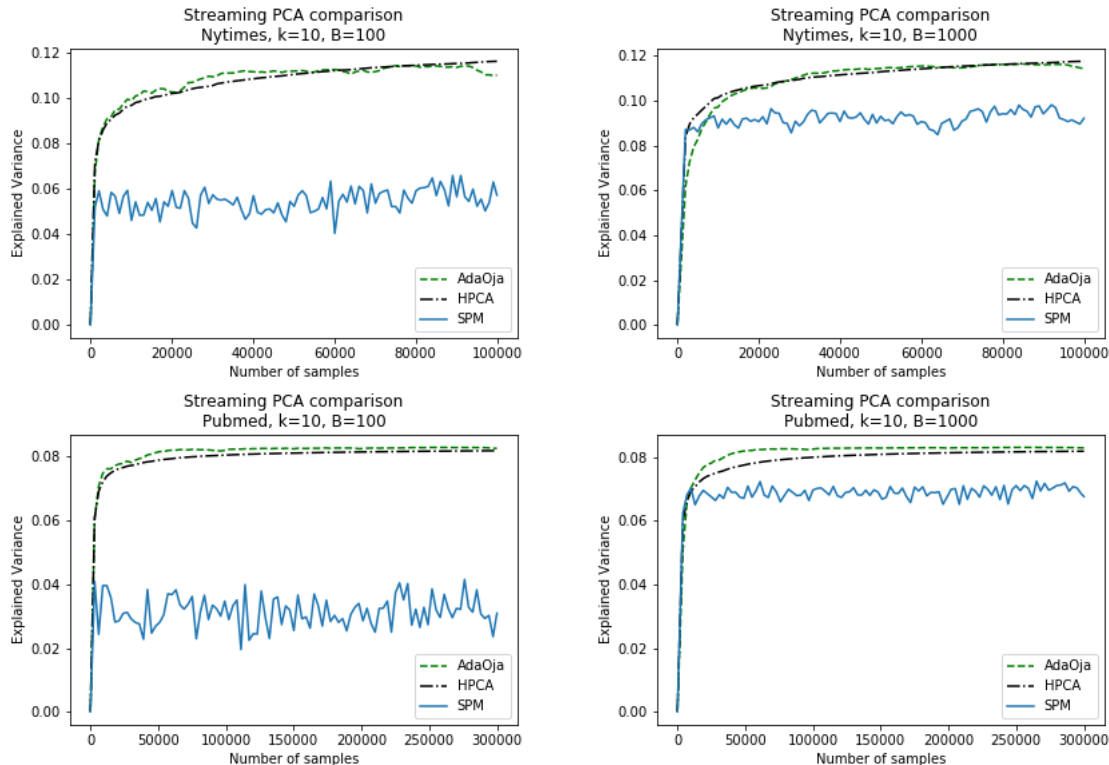 Streaming PCA comparison
Nytimes, k=10, B=100
0.12
0.10
0.08
0.06
0.04
0.02
0.00
Explained Variance
AdaOja
HPCA
SPM
0
20000
40000
60000
80000
100000
Number of samples
Streaming PCA comparison
Nytimes, k=10, B=1000
0.12
0.10
0.08
0.06
0.04
0.02
0.00
Explained Variance
AdaOja
HPCA
SPM
0
20000
40000
60000
80000
100000
Number of samples
Streaming PCA comparison
Pubmed, k=10, B=100
0.08
0.06
0.04
0.02
0.00
Explained Variance
AdaOja
HPCA
SPM
0
50000
100000
150000
200000
250000
300000
Number of samples
Streaming PCA comparison
Pubmed, k=10, B=1000
0.08
0.06
0.04
0.02
0.00
Explained Variance
AdaOja
HPCA
SPM
0
50000
100000
150000
200000
250000
300000
Number of samples